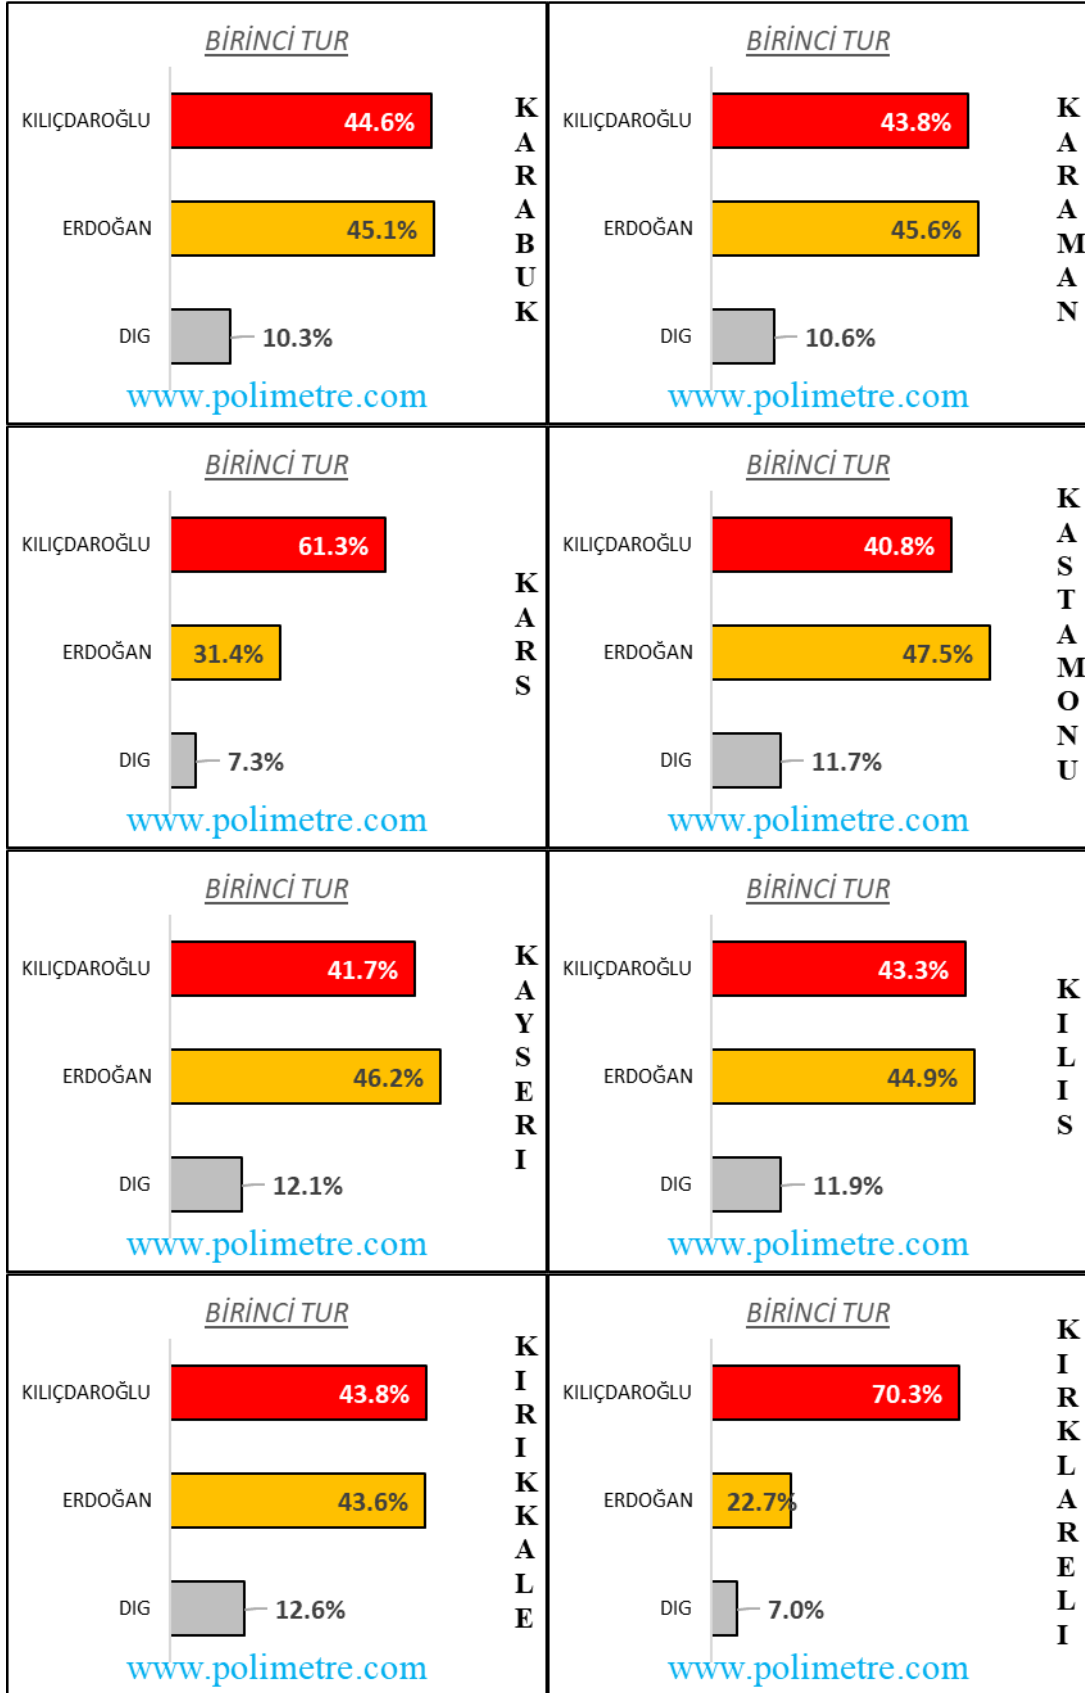 BİRİNCİ TUR
KILIÇDAROĞLU 44.6%
ERDOĞAN 45.1%
DIG 10.3%
KARABUK
www.polimetre.com
BİRİNCİ TUR
KILIÇDAROĞLU 43.8%
ERDOĞAN 45.6%
DIG 10.6%
KARAMAN
www.polimetre.com
BİRİNCİ TUR
KILIÇDAROĞLU 61.3%
ERDOĞAN 31.4%
DIG 7.3%
KARS
www.polimetre.com
BİRİNCİ TUR
KILIÇDAROĞLU 40.8%
ERDOĞAN 47.5%
DIG 11.7%
KASTAMONU
www.polimetre.com
BİRİNCİ TUR
KILIÇDAROĞLU 41.7%
ERDOĞAN 46.2%
DIG 12.1%
KAYSERI
www.polimetre.com
BİRİNCİ TUR
KILIÇDAROĞLU 43.3%
ERDOĞAN 44.9%
DIG 11.9%
KILIS
www.polimetre.com
BİRİNCİ TUR
KILIÇDAROĞLU 43.8%
ERDOĞAN 43.6%
DIG 12.6%
KIRIKKALE
www.polimetre.com
BİRİNCİ TUR
KILIÇDAROĞLU 70.3%
ERDOĞAN 22.7%
DIG 7.0%
KIRKLARELI
www.polimetre.com